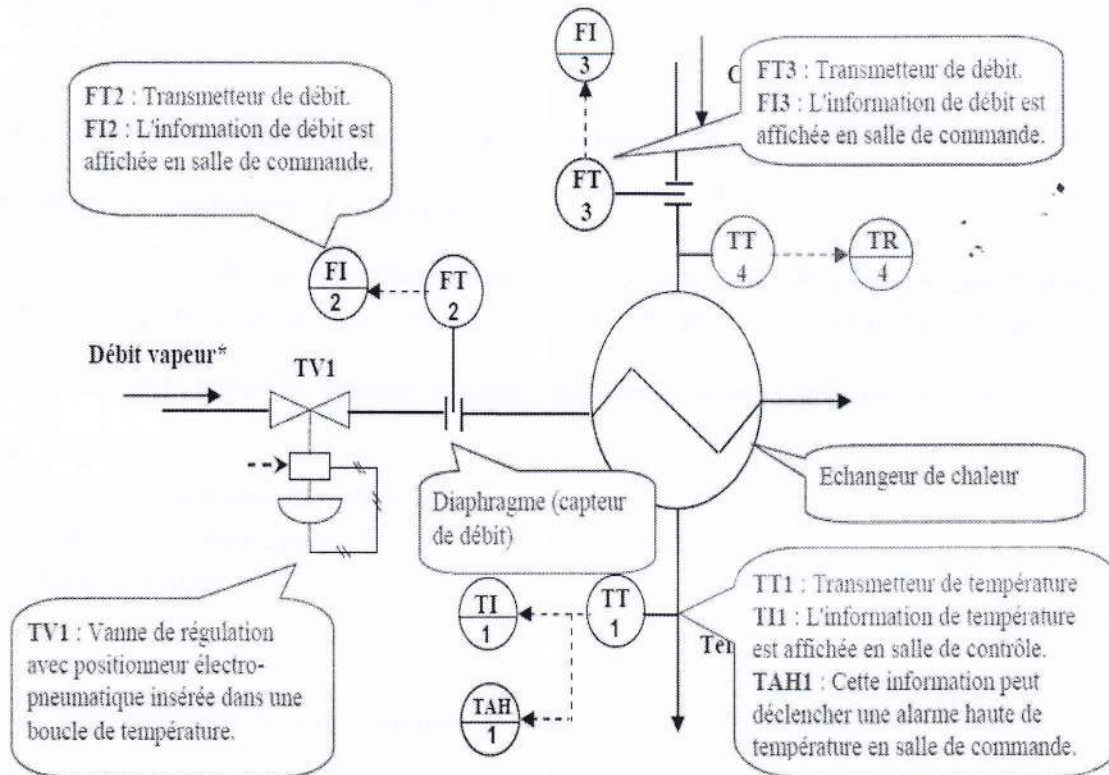 FI
3
FT3 : Transmetteur de débit.
FI3 : L'information de débit est
affichée en salle de commande.
C
FT2 : Transmetteur de débit.
FI2 : L'information de débit est
affichée en salle de commande.
FT
3
TT
4
TR
4
FI
2
FT
2
Débit vapeur*
TV1
Echangeur de chaleur
Diaphragme (capteur
de débit)
TV1 : Vanne de régulation
avec positionneur électro-
pneumatique insérée dans une
boucle de température.
TI
1
TT
1
TAH
1
Ter
TT1 : Transmetteur de température
TI1 : L'information de température
est affichée en salle de contrôle.
TAH1 : Cette information peut
déclencher une alarme haute de
température en salle de commande.